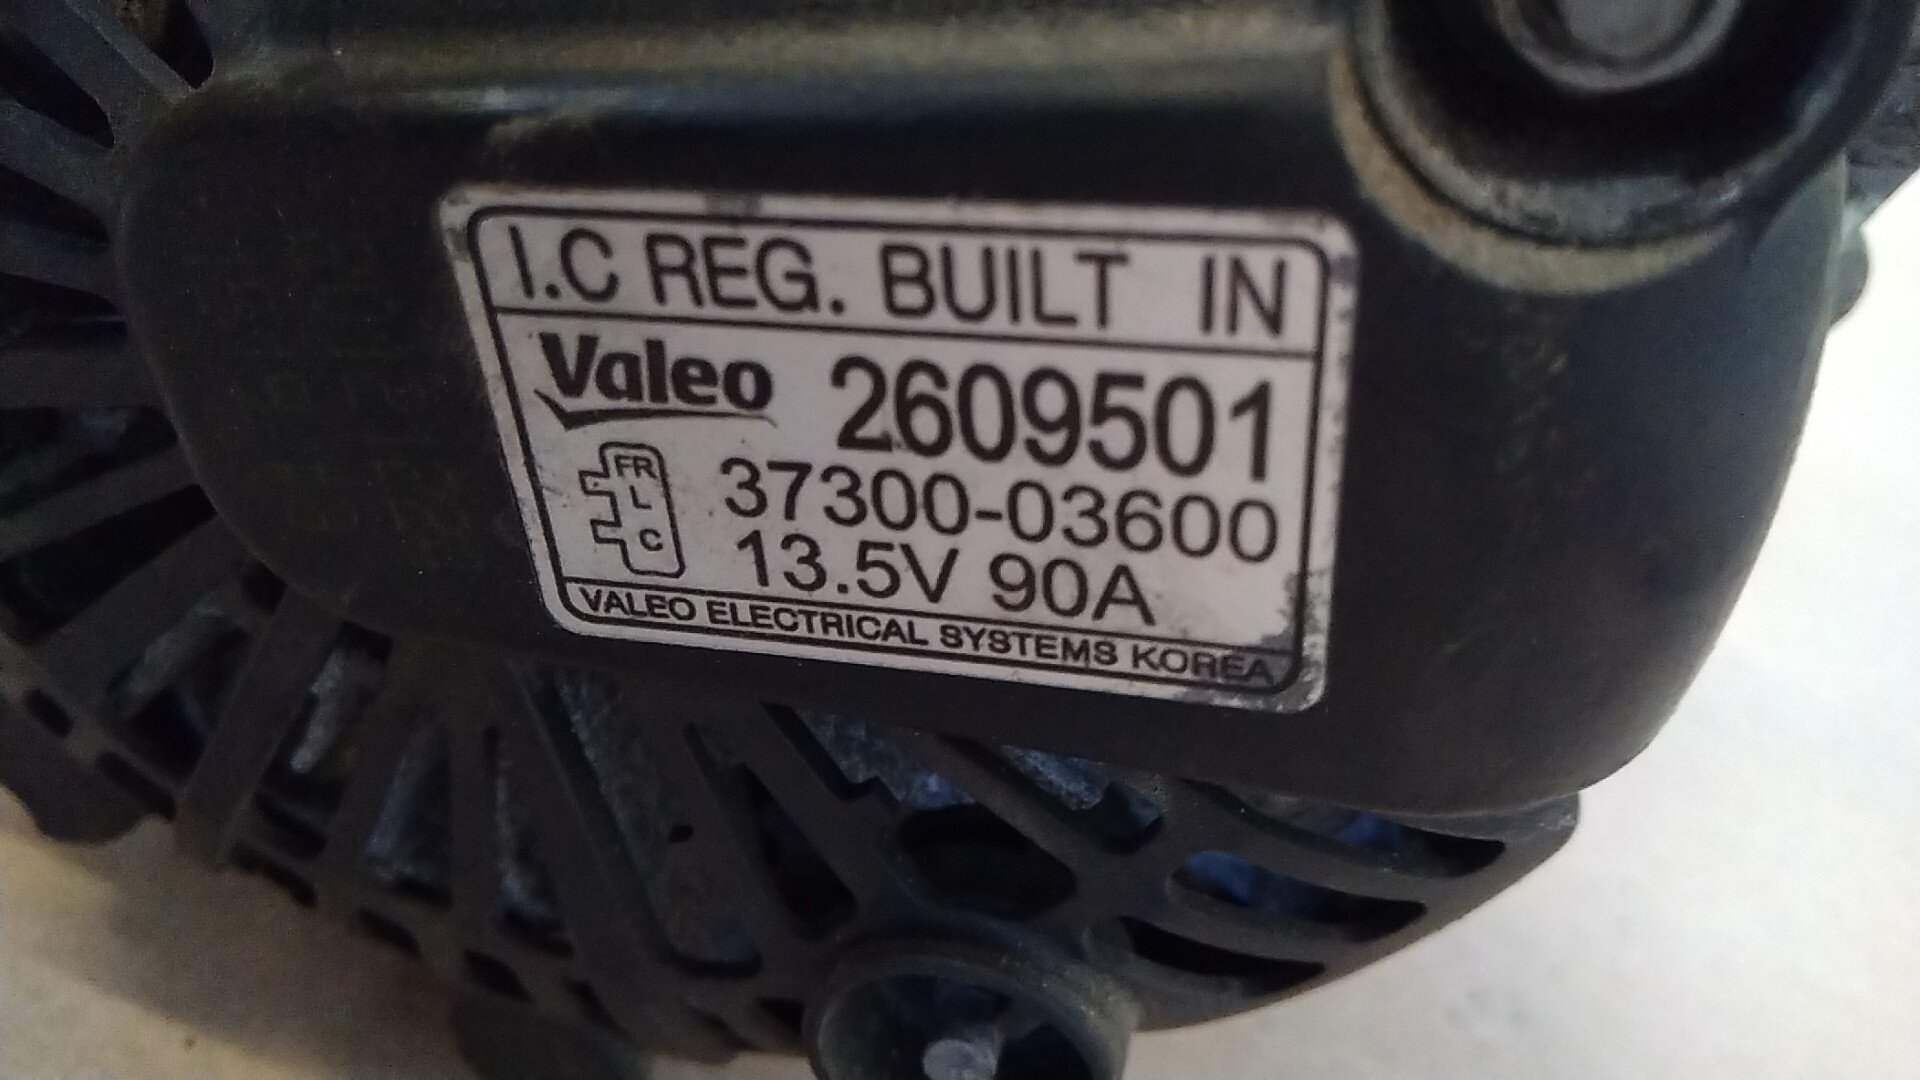 I.C REG. BUILT IN
Valeo 2609501
FR
L
C
37300-03600
13.5V 90A
VALEO ELECTRICAL SYSTEMS KOREA